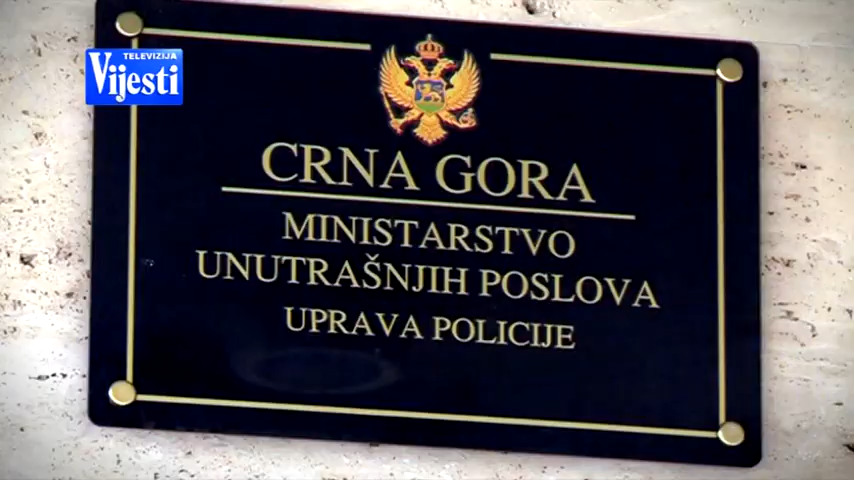 TELEVIZIJA
Vijesti
CRNA GORA
MINISTARSTVO
UNUTRAŠNJIH POSLOVA
UPRAVA POLICIJE